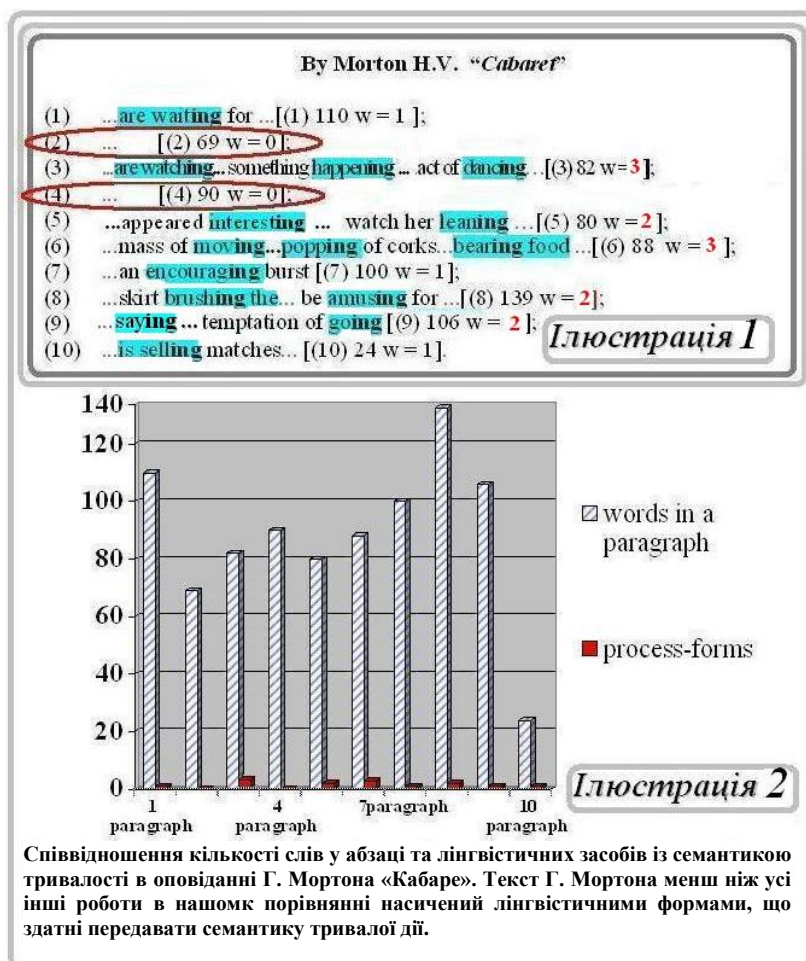 By Morton H.V. “Cabaret”
(1) ...are waiting for ...[(1) 110 w = 1 ];
(2) ... [(2) 69 w = 0];
(3) ...are watching... something happening ... act of dancing ...[(3) 82 w=3];
(4) ... [(4) 90 w = 0];
(5) ...appeared interesting ... watch her leaning ...[(5) 80 w =2];
(6) ...mass of moving...popping of corks...bearing food ...[(6) 88 w = 3 ];
(7) ...an encouraging burst [(7) 100 w = 1];
(8) ...skirt brushing the... be amusing for ...[(8) 139 w = 2];
(9) ...saying ... temptation of going [(9) 106 w = 2];
(10) ...is selling matches... [(10) 24 w = 1].
Ілюстрація 1
140
120
100
80
60
40
20
0
words in a
paragraph
process-forms
1
paragraph
4
paragraph
7paragraph
10
paragraph
Ілюстрація 2
Співвідношення кількості слів у абзаці та лінгвістичних засобів із семантикою
тривалості в оповіданні Г. Мортона «Кабаре». Текст Г. Мортона менш ніж усі
інші роботи в нашомк порівнянні насичений лінгвістичними формами, що
здатні передавати семантику тривалої дії.